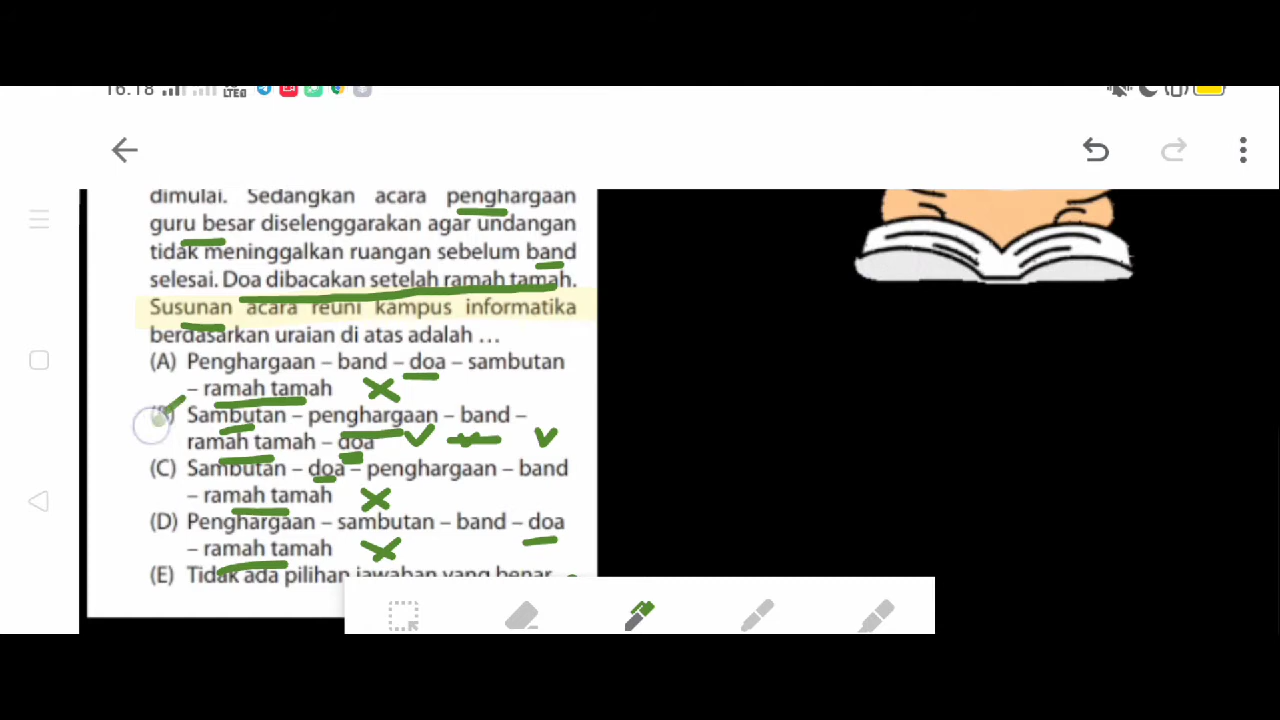 16.18
LTE
dimulai. Sedangkan acara penghargaan
guru besar diselenggarakan agar undangan
tidak meninggalkan ruangan sebelum band
selesai. Doa dibacakan setelah ramah tamah.
Susunan acara reuni kampus informatika
berdasarkan uraian di atas adalah …
(A) Penghargaan – band – doa – sambutan
– ramah tamah
(B) Sambutan – penghargaan – band –
ramah tamah – doa
(C) Sambutan – doa – penghargaan – band
– ramah tamah
(D) Penghargaan – sambutan – band – doa
– ramah tamah
(E) Tidak ada pilihan jawaban yang benar